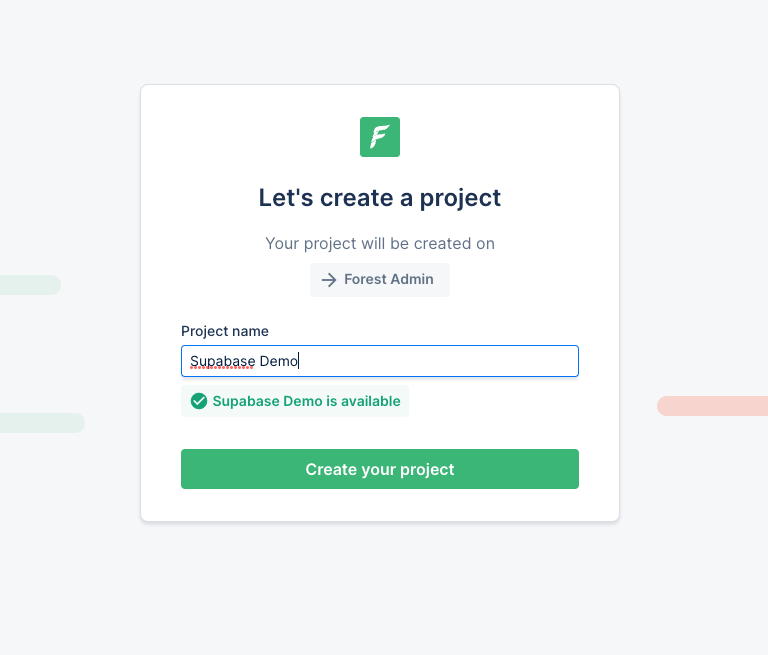 Let's create a project
Your project will be created on
Forest Admin
Project name
Supabase Demo
Supabase Demo is available
Create your project